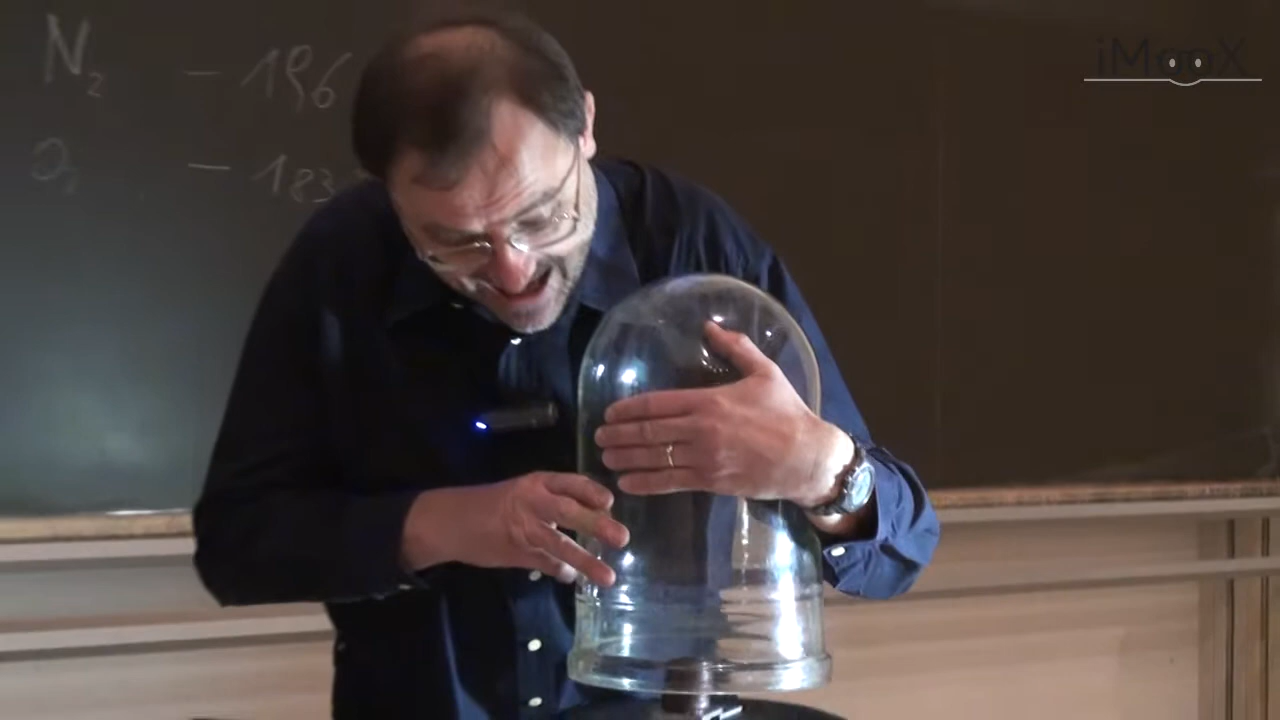 iMooX
N₂ – 196
O₂ – 183